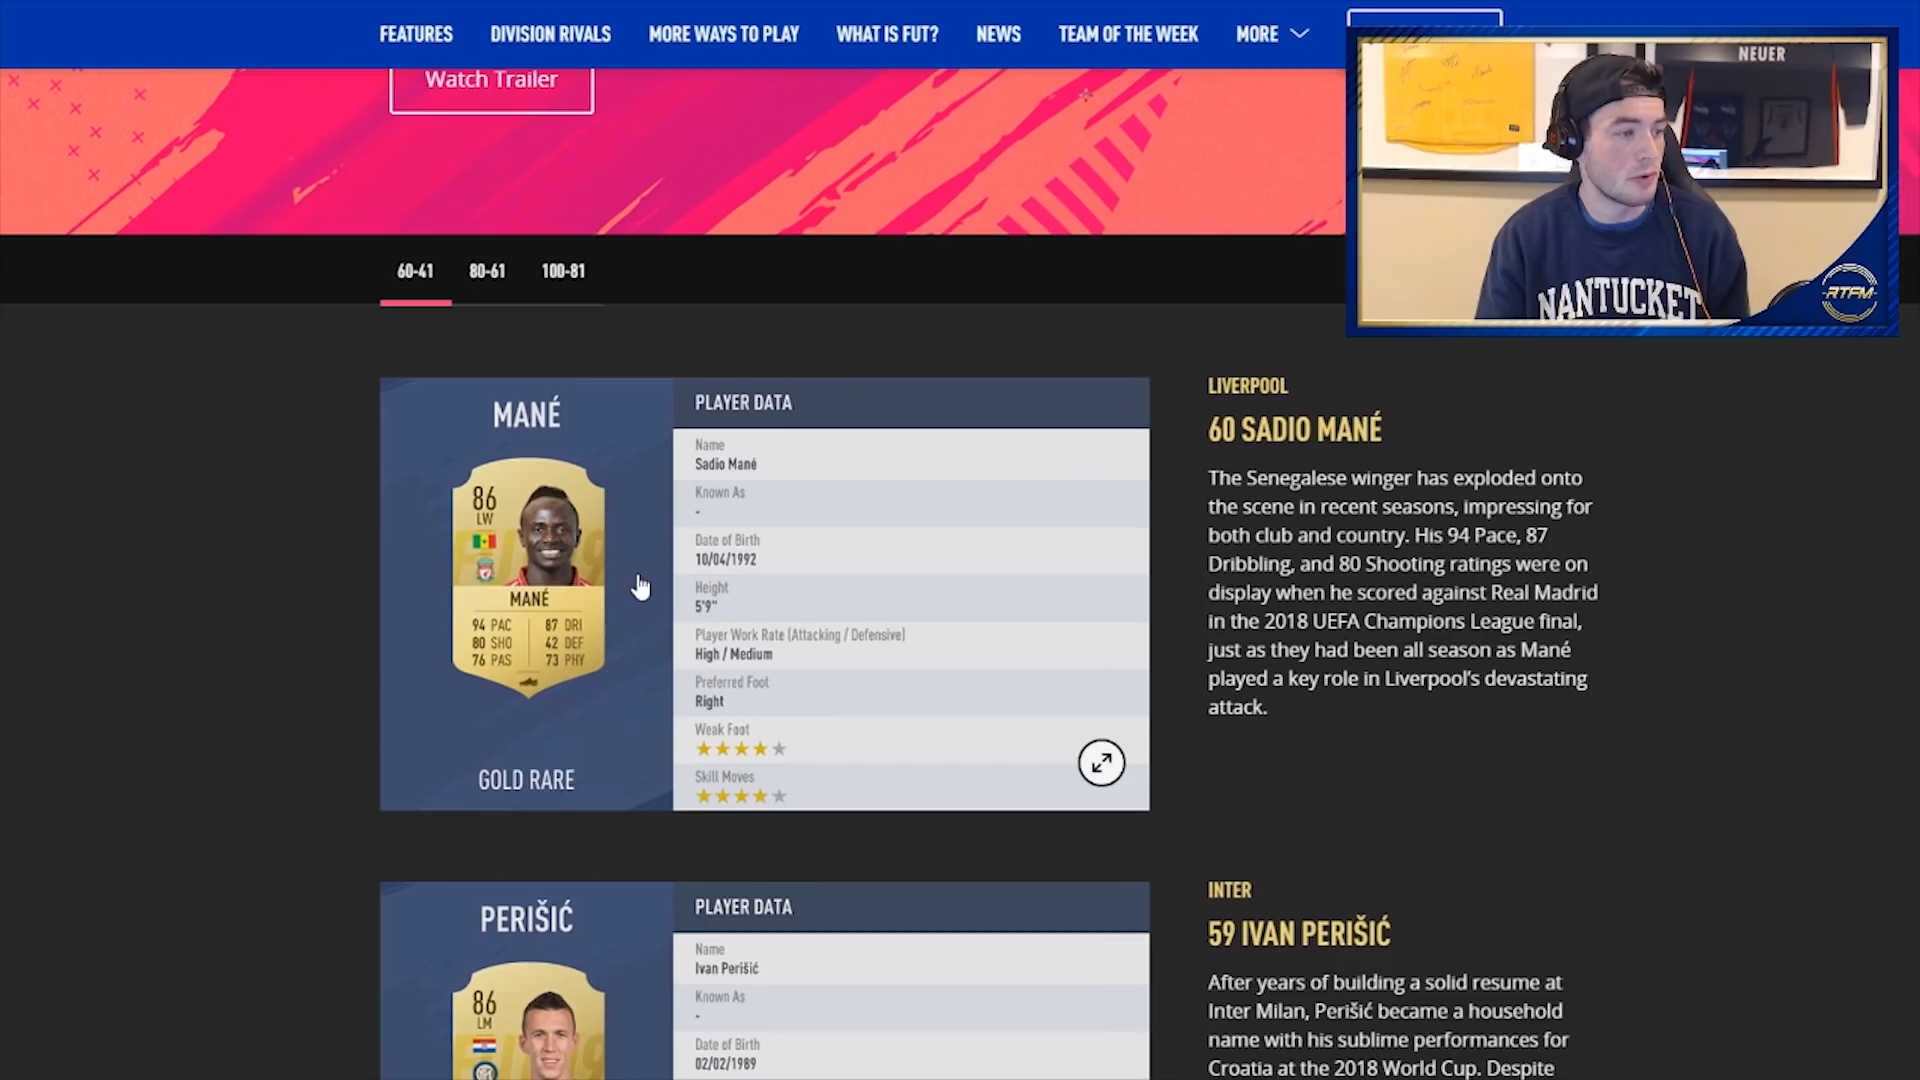 FEATURES DIVISION RIVALS MORE WAYS TO PLAY WHAT IS FUT? NEWS TEAM OF THE WEEK MORE
Watch Trailer
NEUER
NANTUCKET
RTFM
60-41 80-61 100-81
MANÉ
86
LW
MANÉ
94 PAC 87 DRI
80 SHO 42 DEF
76 PAS 73 PHY
GOLD RARE
PLAYER DATA
Name
Sadio Mané
Known As
-
Date of Birth
10/04/1992
Height
5'9"
Player Work Rate (Attacking / Defensive)
High / Medium
Preferred Foot
Right
Weak Foot
Skill Moves
LIVERPOOL
60 SADIO MANÉ
The Senegalese winger has exploded onto
the scene in recent seasons, impressing for
both club and country. His 94 Pace, 87
Dribbling, and 80 Shooting ratings were on
display when he scored against Real Madrid
in the 2018 UEFA Champions League final,
just as they had been all season as Mané
played a key role in Liverpool's devastating
attack.
PERIŠIĆ
86
LM
PLAYER DATA
Name
Ivan Perišić
Known As
-
Date of Birth
02/02/1989
INTER
59 IVAN PERIŠIĆ
After years of building a solid resume at
Inter Milan, Perišić became a household
name with his sublime performances for
Croatia at the 2018 World Cup. Despite